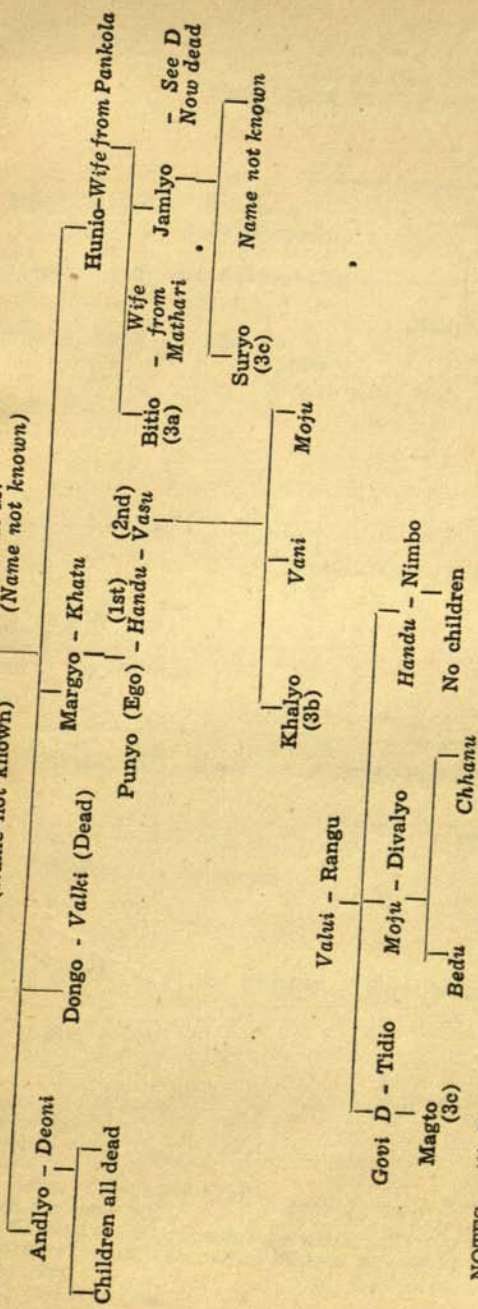 (Name not known)
Andlyo – Deoni
Dongo - Valki (Dead)
Margyo – Khatu
Hunio–Wife from Pankola
Children all dead
Punyo (Ego) – Handu – Vasu
(1st) (2nd)
Bitio – Wife from Mathari
(3a)
Jamlyo – See D
Now dead
Khalyo
(3b)
Vani
Moju
Suryo
(3c)
Name not known
Valui – Rangu
Govi D – Tidio
Moju – Divalyo
Handu – Nimbo
Magto
(3c)
Bedu
Chhanu
No children
NOTES